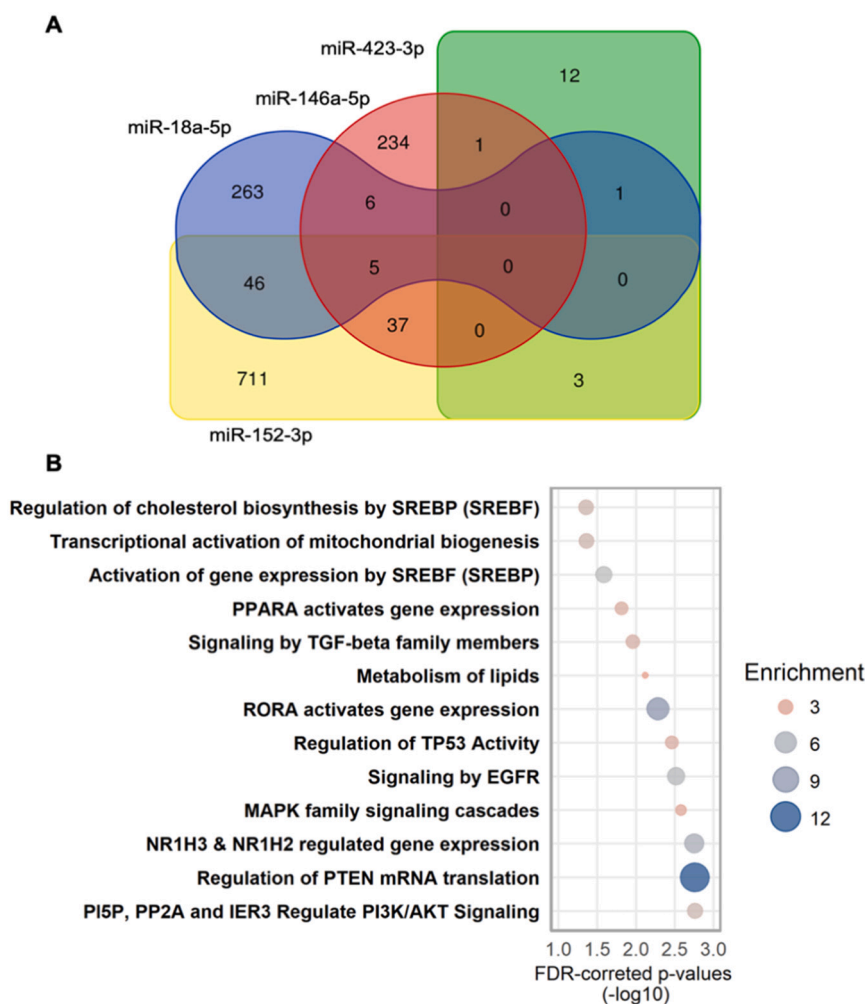 A
miR-423-3p
12
miR-146a-5p
miR-18a-5p
234
1
263
6
0
1
46
5
0
0
37
0
711
3
miR-152-3p
B
Regulation of cholesterol biosynthesis by SREBP (SREBF)
Transcriptional activation of mitochondrial biogenesis
Activation of gene expression by SREBF (SREBP)
PPARA activates gene expression
Signaling by TGF-beta family members
Metabolism of lipids
RORA activates gene expression
Regulation of TP53 Activity
Signaling by EGFR
MAPK family signaling cascades
NR1H3 & NR1H2 regulated gene expression
Regulation of PTEN mRNA translation
PI5P, PP2A and IER3 Regulate PI3K/AKT Signaling
1.0 1.5 2.0 2.5 3.0
FDR-correted p-values
(-log10)
Enrichment
3
6
9
12